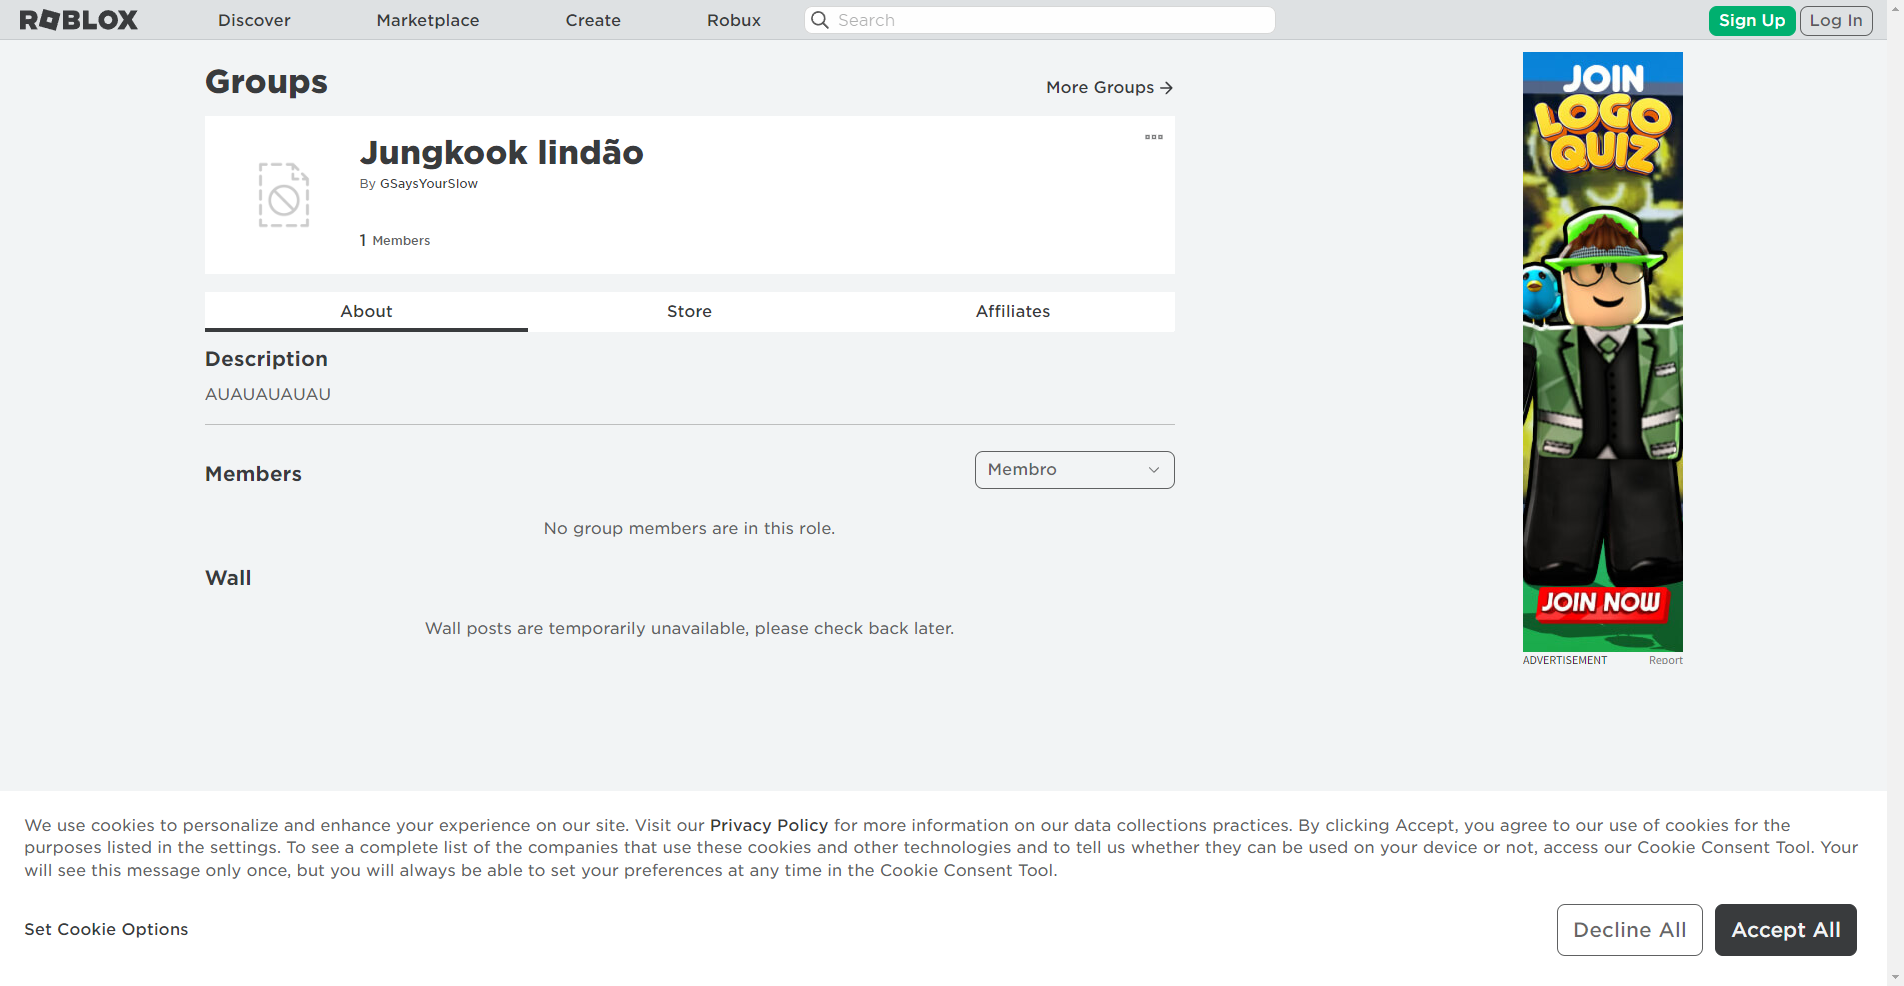 ROBLOX Discover Marketplace Create Robux Search Sign Up Log In
Groups
More Groups
Jungkook lindão
By GSaysYourSlow
1 Members
About Store Affiliates
Description
AUAUAUAUAU
Members
Membro
No group members are in this role.
Wall
Wall posts are temporarily unavailable, please check back later.
JOIN
LOGO
QUIZ
JOIN NOW
ADVERTISEMENT Report
We use cookies to personalize and enhance your experience on our site. Visit our Privacy Policy for more information on our data collections practices. By clicking Accept, you agree to our use of cookies for the
purposes listed in the settings. To see a complete list of the companies that use these cookies and other technologies and to tell us whether they can be used on your device or not, access our Cookie Consent Tool. Your
will see this message only once, but you will always be able to set your preferences at any time in the Cookie Consent Tool.
Set Cookie Options
Decline All
Accept All